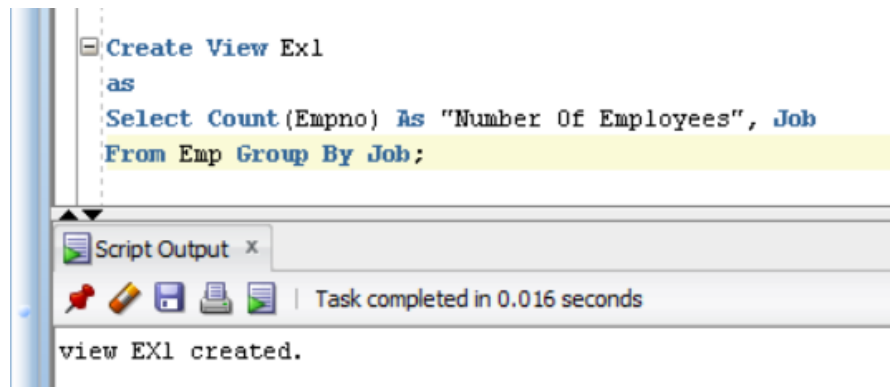 Create View Ex1
as
Select Count(Empno) As "Number Of Employees", Job
From Emp Group By Job;
Script Output x
Task completed in 0.016 seconds
view EX1 created.